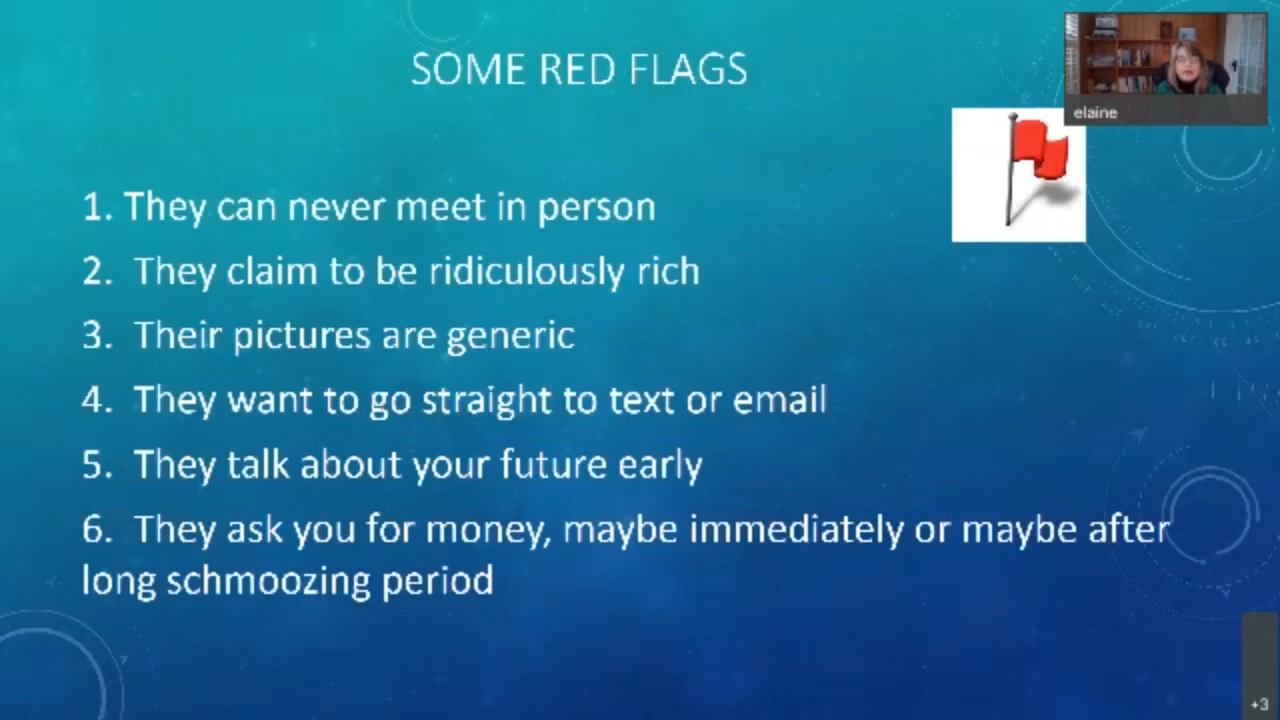 SOME RED FLAGS
elaine
1. They can never meet in person
2. They claim to be ridiculously rich
3. Their pictures are generic
4. They want to go straight to text or email
5. They talk about your future early
6. They ask you for money, maybe immediately or maybe after
long schmoozing period
+3